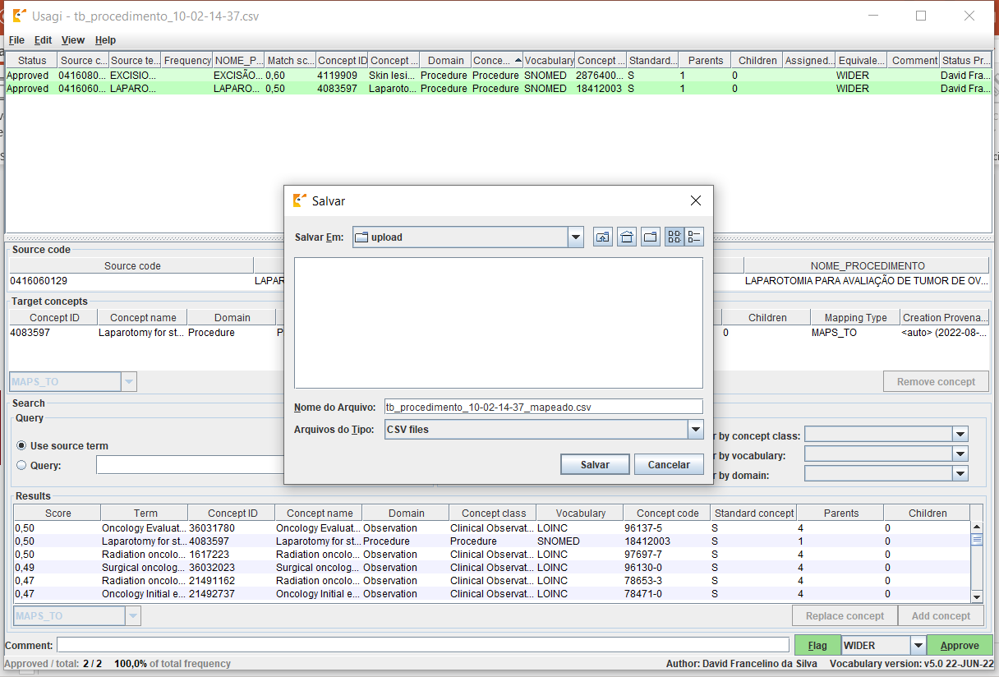 Usagi - tb_procedimento_10-02-14-37.csv
File Edit View Help
Status Source c... Source te... Frequency NOME_P... Match sc... Concept ID Concept ... Domain Conce... Vocabulary Concept ... Standard... Parents Children Assigned... Equivale... Comment Status Pr...
Approved 0416080... EXCISIO... EXCISÃO... 0,60 4119909 Skin lesi... Procedure Procedure SNOMED 2876400... S 1 0 WIDER David Fra...
Approved 0416060... LAPARO... LAPARO... 0,50 4083597 Laparoto... Procedure Procedure SNOMED 18412003 S 1 0 WIDER David Fra...
Salvar
Salvar Em: upload
Nome do Arquivo: tb_procedimento_10-02-14-37_mapeado.csv
Arquivos do Tipo: CSV files
Salvar Cancelar
Source code
Source code NOME_PROCEDIMENTO
0416060129 LAPAR LAPAROTOMIA PARA AVALIAÇÃO DE TUMOR DE OV...
Target concepts
Concept ID Concept name Domain Children Mapping Type Creation Provena...
4083597 Laparotomy for st... Procedure P 0 MAPS_TO <auto> (2022-08-...
MAPS_TO Remove concept
Search
Query
Use source term
Query:
r by concept class:
r by vocabulary:
r by domain:
Results
Score Term Concept ID Concept name Domain Concept class Vocabulary Concept code Standard concept Parents Children
0,50 Oncology Evaluat... 36031780 Oncology Evaluat... Observation Clinical Observat... LOINC 96137-5 S 4 0
0,50 Laparotomy for st... 4083597 Laparotomy for st... Procedure Procedure SNOMED 18412003 S 1 0
0,50 Radiation oncolo... 1617223 Radiation oncolo... Observation Clinical Observat... LOINC 97697-7 S 4 0
0,49 Surgical oncolog... 36032023 Surgical oncolog... Observation Clinical Observat... LOINC 96130-0 S 4 0
0,47 Radiation oncolo... 21491162 Radiation oncolo... Observation Clinical Observat... LOINC 78653-3 S 4 0
0,47 Oncology Initial e... 21492737 Oncology Initial e... Observation Clinical Observat... LOINC 78471-0 S 4 0
MAPS_TO Replace concept Add concept
Comment: Flag WIDER Approve
Approved / total: 2 / 2 100,0% of total frequency Author: David Francelino da Silva Vocabulary version: v5.0 22-JUN-22